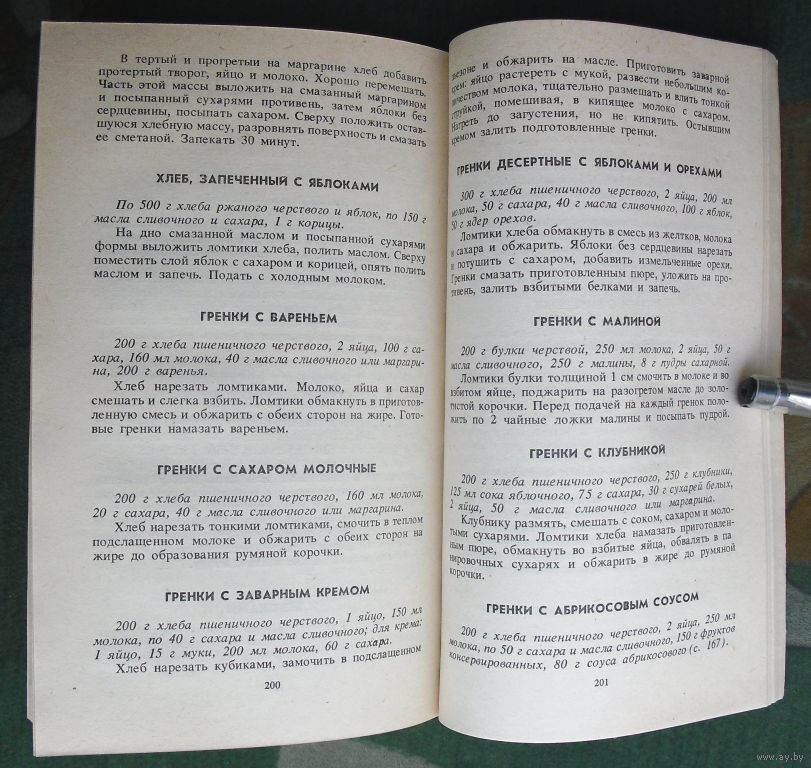 В тертый и прогретый на маргарине хлеб добавить
протертый творог, яйцо и молоко. Хорошо перемешать.
Часть этой массы выложить на смазанный маргарином
и посыпанный сухарями противень, затем яблоки без
сердцевины, посыпать сахаром. Сверху положить остав-
шуюся хлебную массу, разровнять поверхность и смазать
ее сметаной. Запекать 30 минут.
ХЛЕБ, ЗАПЕЧЕННЫЙ С ЯБЛОКАМИ
По 500 г хлеба ржаного черствого и яблок, по 150 г
масла сливочного и сахара, 1 г корицы.
На дно смазанной маслом и посыпанной сухарями
формы выложить ломтики хлеба, полить маслом. Сверху
поместить слой яблок с сахаром и корицей, опять полить
маслом и запечь. Подать с холодным молоком.
ГРЕНКИ С ВАРЕНЬЕМ
200 г хлеба пшеничного черствого, 2 яйца, 100 г са-
хара, 160 мл молока, 40 г масла сливочного или маргари-
на, 200 г варенья.
Хлеб нарезать ломтиками. Молоко, яйца и сахар
смешать и слегка взбить. Ломтики обмакнуть в приготов-
ленную смесь и обжарить с обеих сторон на жире. Гото-
вые гренки намазать вареньем.
ГРЕНКИ С САХАРОМ МОЛОЧНЫЕ
200 г хлеба пшеничного черствого, 160 мл молока,
20 г сахара, 40 г масла сливочного или маргарина.
Хлеб нарезать тонкими ломтиками, смочить в теплом
подслащенном молоке и обжарить с обеих сторон на
жире до образования румяной корочки.
ГРЕНКИ С ЗАВАРНЫМ КРЕМОМ
200 г хлеба пшеничного черствого, 1 яйцо, 150 мл
молока, по 40 г сахара и масла сливочного; для крема:
1 яйцо, 15 г муки, 200 мл молока, 60 г сахара.
Хлеб нарезать кубиками, замочить в подслащенном
200
льезоне и обжарить на масле. Приготовить заварной
крем: яйцо растереть с мукой, развести небольшим ко-
личеством молока, тщательно размешать и влить тонкой
струйкой, помешивая, в кипящее молоко с сахаром.
Нагреть до загустения, но не кипятить. Остывшим
кремом залить подготовленные гренки.
ГРЕНКИ ДЕСЕРТНЫЕ С ЯБЛОКАМИ И ОРЕХАМИ
300 г хлеба пшеничного черствого, 2 яйца, 200 мл
молока, 50 г сахара, 40 г масла сливочного, 100 г яблок,
50 г ядер орехов.
Ломтики хлеба обмакнуть в смесь из желтков, молока
и сахара и обжарить. Яблоки без сердцевины нарезать
и потушить с сахаром, добавить измельченные орехи.
Гренки смазать приготовленным пюре, уложить на про-
тивень, залить взбитыми белками и запечь.
ГРЕНКИ С МАЛИНОЙ
200 г булки черствой, 250 мл молока, 2 яйца, 50 г
масла сливочного, 250 г малины, 8 г пудры сахарной.
Ломтики булки толщиной 1 см смочить в молоке и во
взбитом яйце, поджарить на разогретом масле до золо-
тистой корочки. Перед подачей на каждый гренок поло-
жить по 2 чайные ложки малины и посыпать пудрой.
ГРЕНКИ С КЛУБНИКОЙ
200 г хлеба пшеничного черствого, 250 г клубники,
125 мл сока яблочного, 75 г сахара, 30 г сухарей белых,
2 яйца, 50 г масла сливочного или маргарина.
Клубнику размять, смешать с соком, сахаром и моло-
тыми сухарями. Ломтики хлеба намазать приготовлен-
ным пюре, обмакнуть во взбитые яйца, обвалять в па
нировочных сухарях и обжарить в жире до румяной
корочки.
ГРЕНКИ С АБРИКОСОВЫМ СОУСОМ
200 г хлеба пшеничного черствого, 2 яйца, 250 мл
молока, по 50 г сахара и масла сливочного, 150 г фруктов
консервированных, 80 г соуса абрикосового (с. 167).
201
www.ay.by